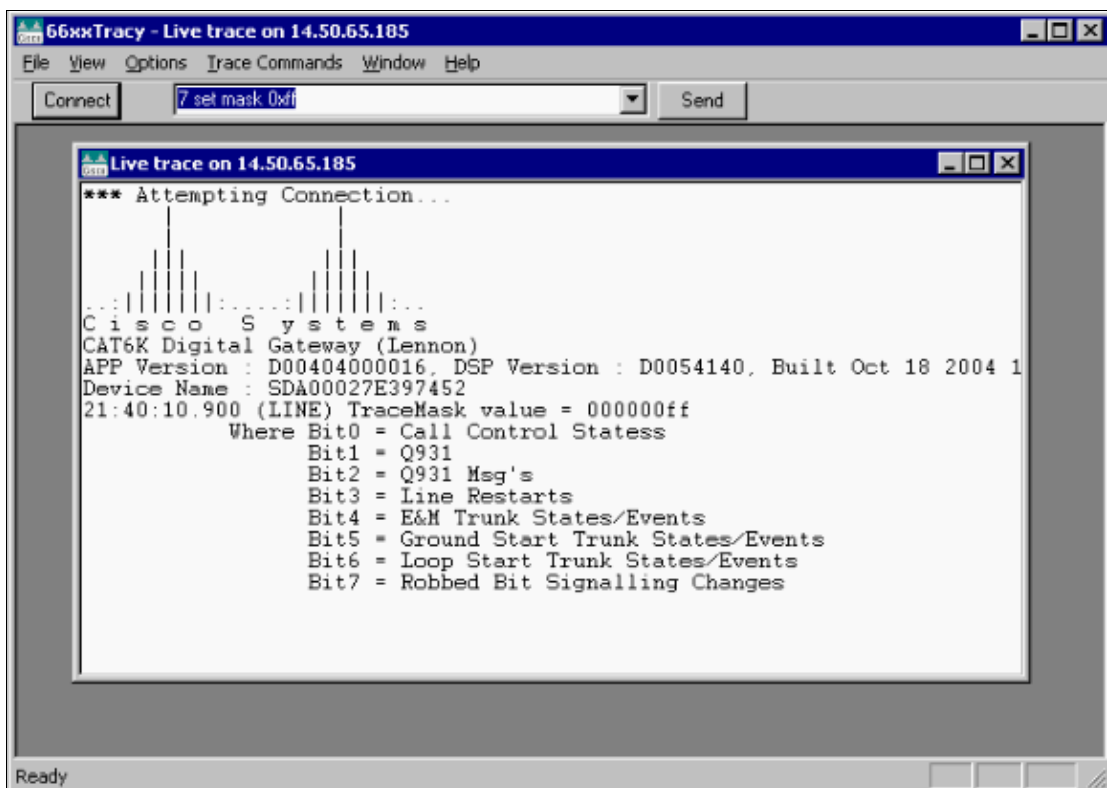 66xxTracy - Live trace on 14.50.65.185
File View Options Trace Commands Window Help
Connect 7 set mask 0xff Send
Live trace on 14.50.65.185
*** Attempting Connection...
..:|||||||:....:|||||||:..
C i s c o S y s t e m s
CAT6K Digital Gateway (Lennon)
APP Version : D00404000016, DSP Version : D0054140, Built Oct 18 2004 1
Device Name : SDA00027E397452
21:40:10.900 (LINE) TraceMask value = 000000ff
Where Bit0 = Call Control Statess
Bit1 = Q931
Bit2 = Q931 Msg's
Bit3 = Line Restarts
Bit4 = E&M Trunk States/Events
Bit5 = Ground Start Trunk States/Events
Bit6 = Loop Start Trunk States/Events
Bit7 = Robbed Bit Signalling Changes
Ready